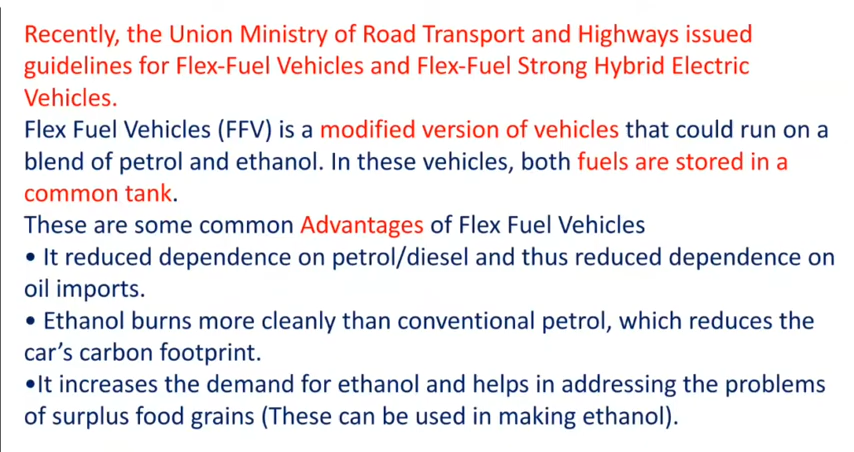 Recently, the Union Ministry of Road Transport and Highways issued
guidelines for Flex-Fuel Vehicles and Flex-Fuel Strong Hybrid Electric
Vehicles.
Flex Fuel Vehicles (FFV) is a modified version of vehicles that could run on a
blend of petrol and ethanol. In these vehicles, both fuels are stored in a
common tank.
These are some common Advantages of Flex Fuel Vehicles
• It reduced dependence on petrol/diesel and thus reduced dependence on
oil imports.
• Ethanol burns more cleanly than conventional petrol, which reduces the
car’s carbon footprint.
•It increases the demand for ethanol and helps in addressing the problems
of surplus food grains (These can be used in making ethanol).